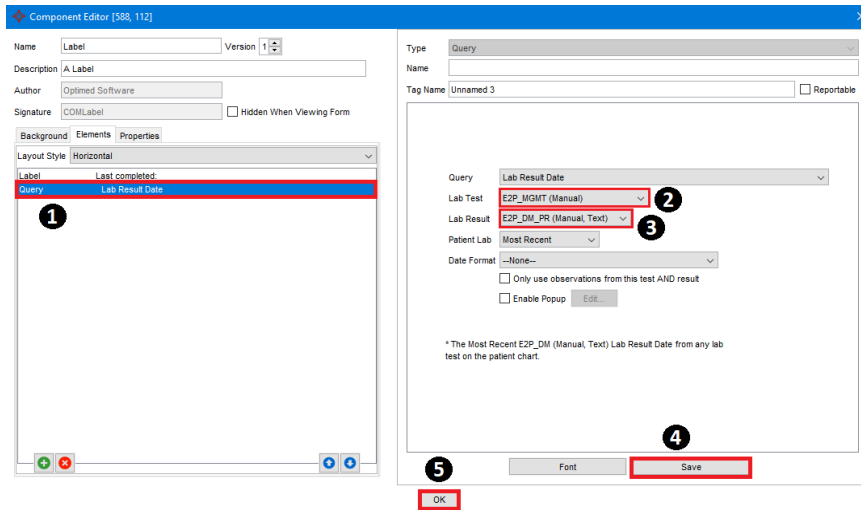 Component Editor [588, 112]
Name Label Version 1
Description A Label
Author Optimed Software
Signature COMLabel Hidden When Viewing Form
Background Elements Properties
Layout Style Horizontal
Label Last completed:
Query Lab Result Date
1
Type Query
Name
Tag Name Unnamed 3 Reportable
Query Lab Result Date
Lab Test E2P_MGMT (Manual) 2
Lab Result E2P_DM_PR (Manual, Text) 3
Patient Lab Most Recent
Date Format --None--
Only use observations from this test AND result
Enable Popup Edit...
* The Most Recent E2P_DM (Manual, Text) Lab Result Date from any lab
test on the patient chart.
4
Font Save
5
OK